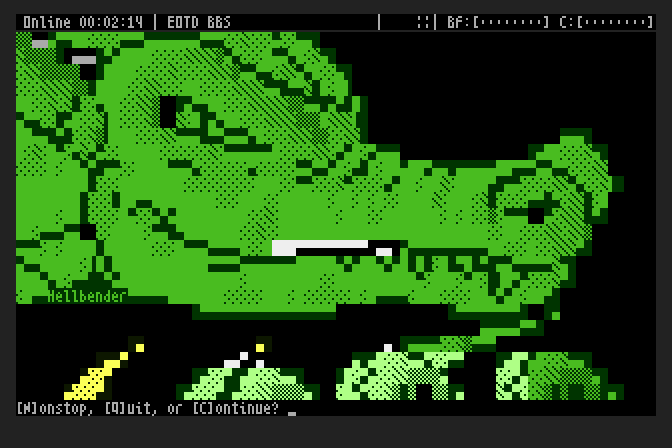 Online 00:02:14 | EOTD BBS | ¦¦| Bf:[········] C:[········]
Hellbender
[N]onstop, [Q]uit, or [C]ontinue? _